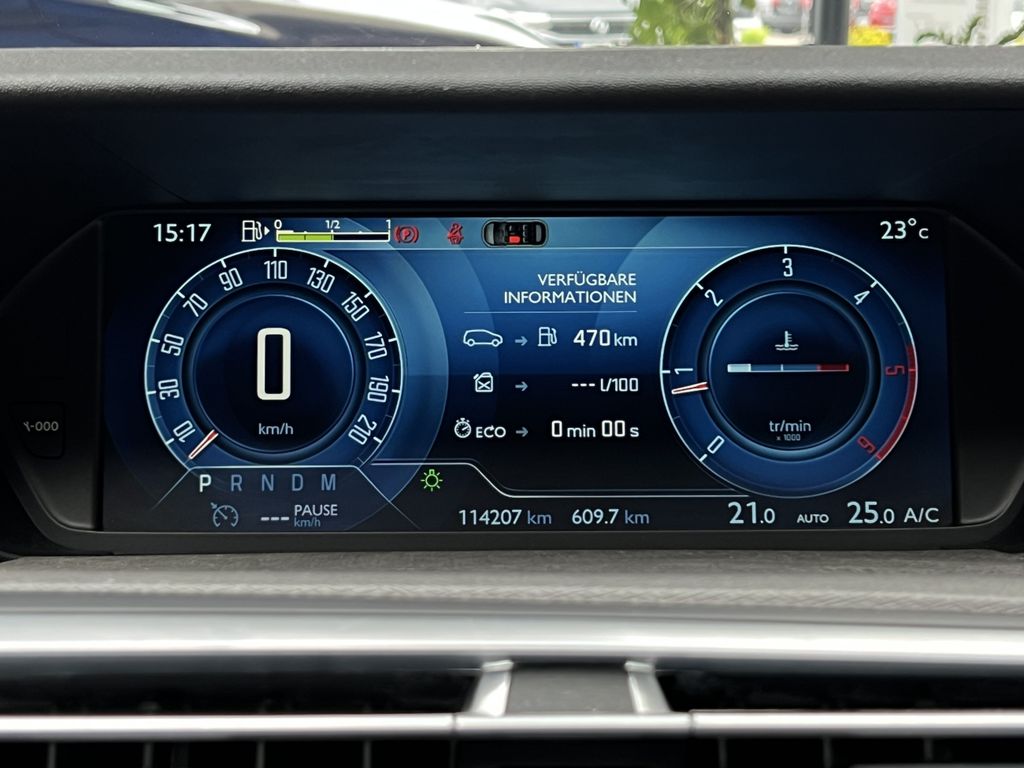 15:17 0 1/2 1 23°C
VERFÜGBARE
INFORMATIONEN
470 km
--- l/100
ECO 0 min 00 s
10 30 50 70 90 110 130 150 170 190 210
0
km/h
0 1 2 3 4 5 6
tr/min
x 1000
P R N D M
--- PAUSE
km/h
114207 km 609.7 km 21.0 AUTO 25.0 A/C